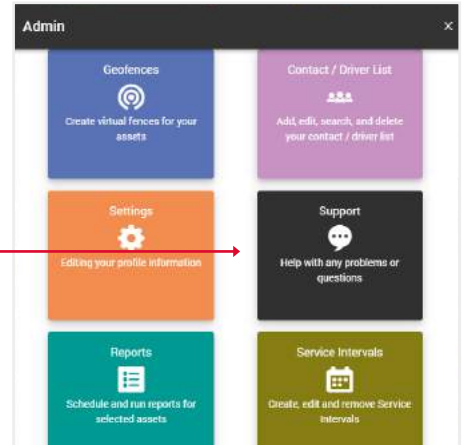 Admin
×
Geofences
Create virtual fences for your
assets
Contact / Driver List
Add, edit, search, and delete
your contact / driver list
Settings
Editing your profile information
Support
Help with any problems or
questions
Reports
Schedule and run reports for
selected assets
Service Intervals
Create, edit and remove Service
Intervals